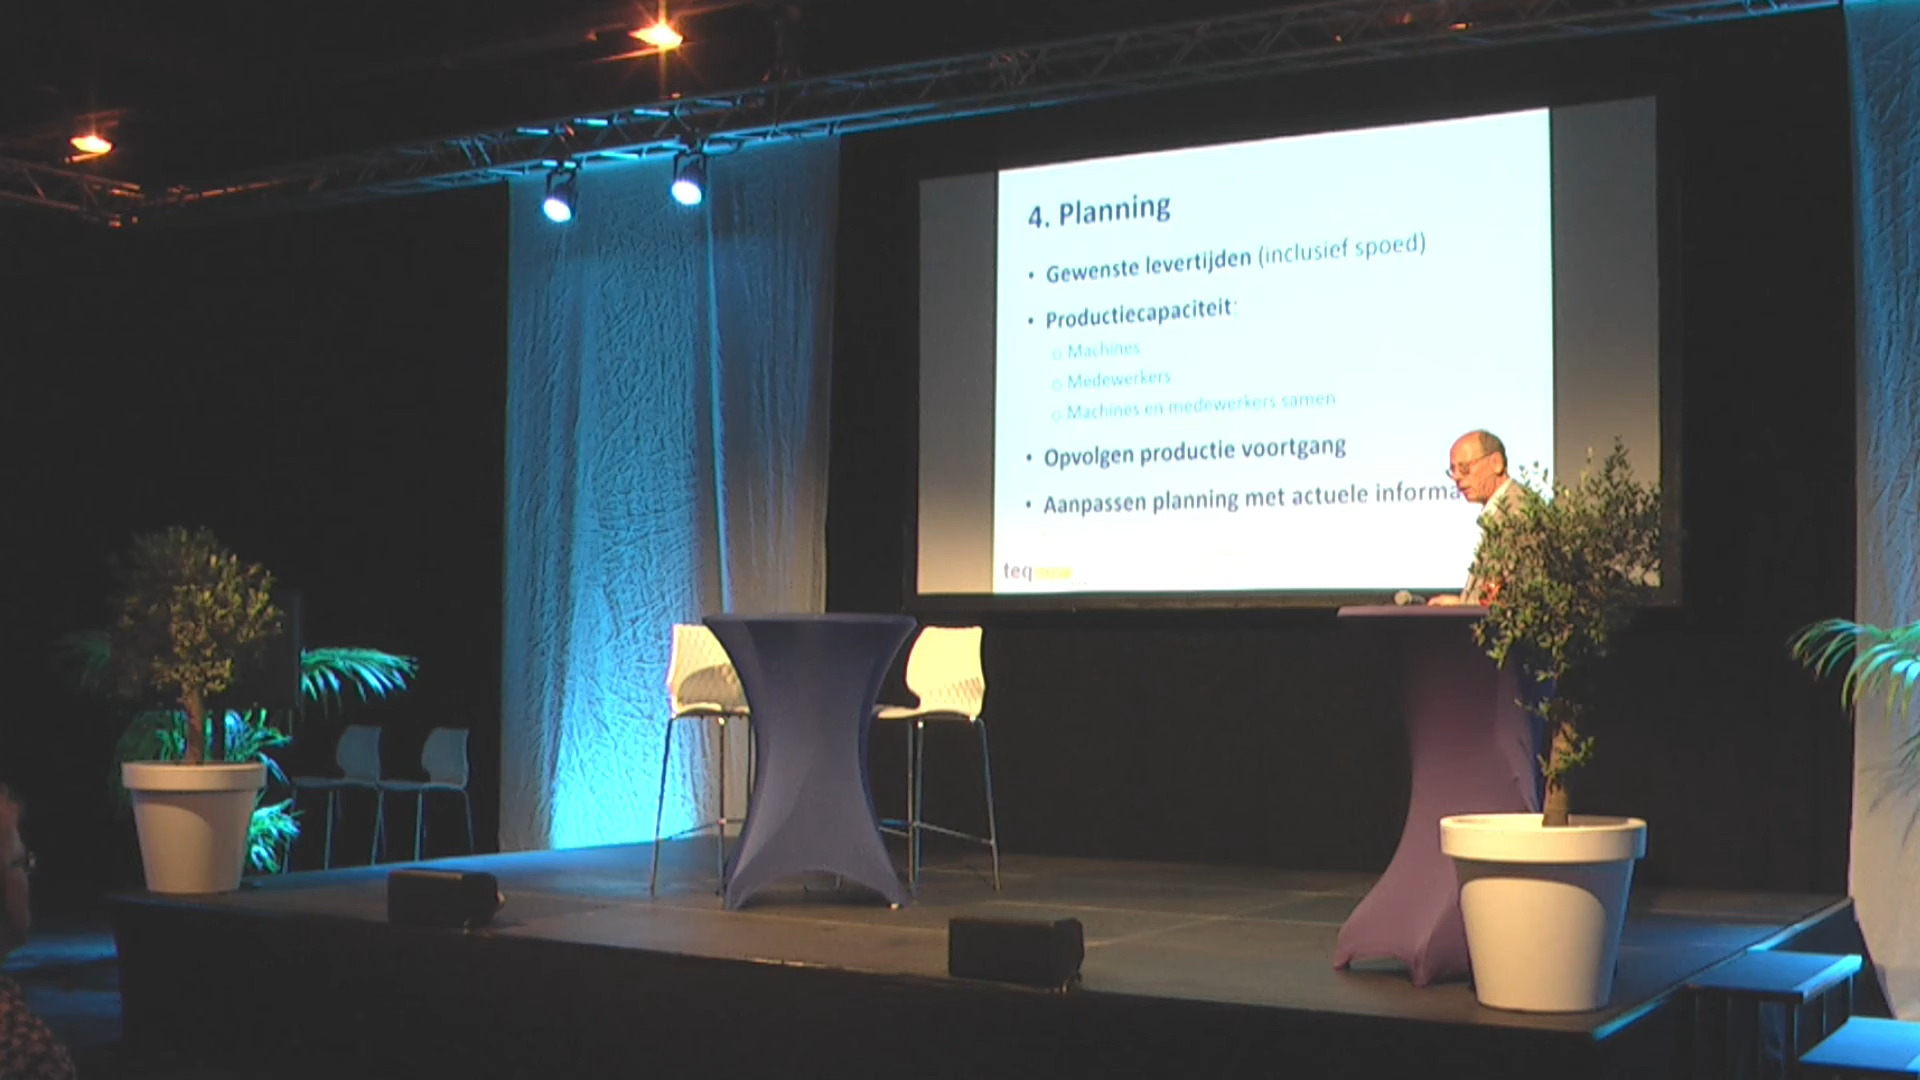 4. Planning
• Gewenste levertijden (inclusief spoed)
• Productiecapaciteit:
o Machines
o Medewerkers
o Machines en medewerkers samen
• Opvolgen productie voortgang
• Aanpassen planning met actuele informa
teq